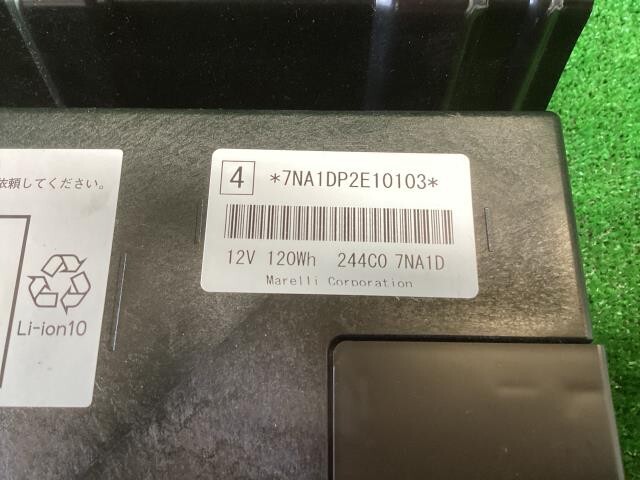 依頼してください。
Li-ion10
4 *7NA1DP2E10103*
12V 120Wh 244C0 7NA1D
Marelli Corporation